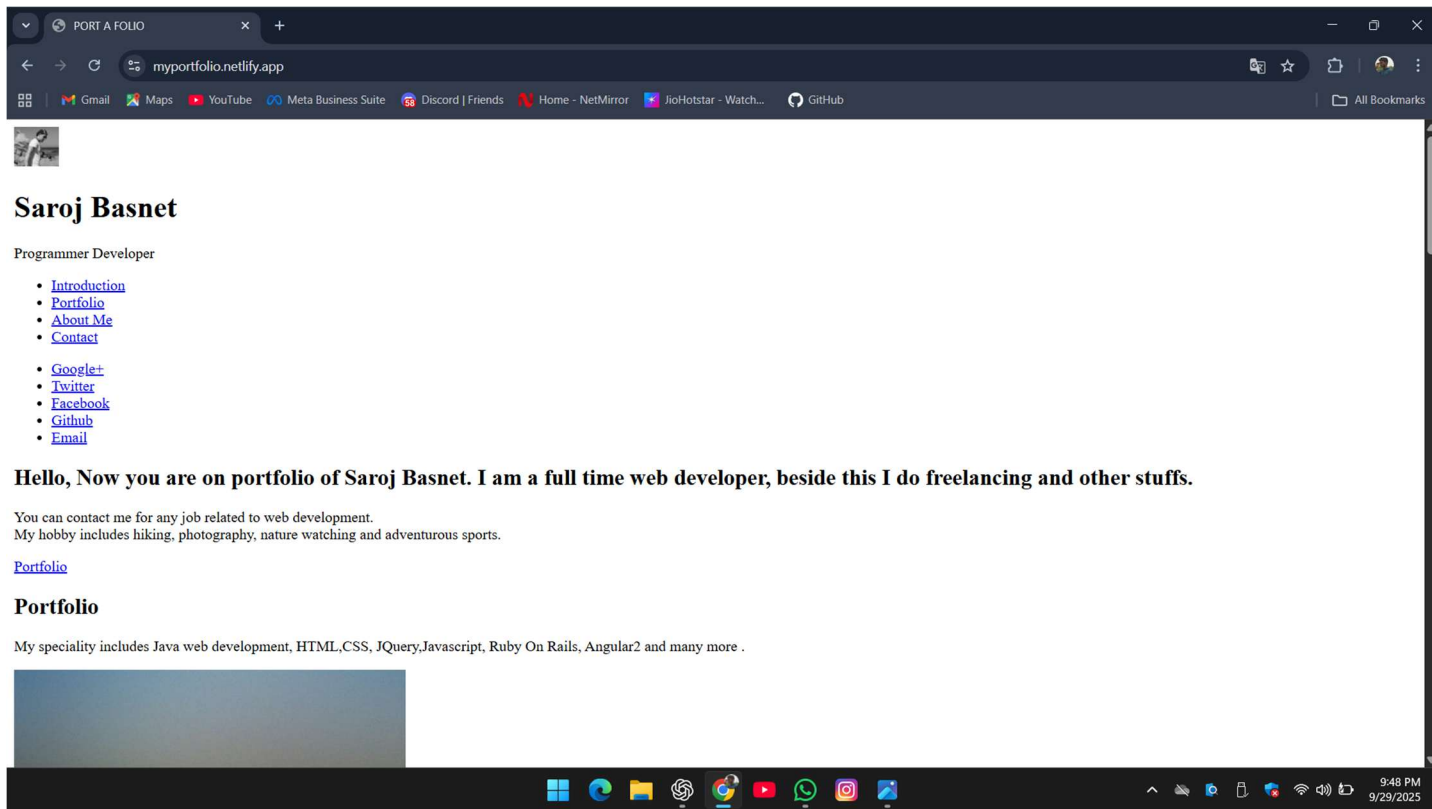 PORT A FOLIO
myportfolio.netlify.app
Gmail Maps YouTube Meta Business Suite 58 Discord | Friends Home - NetMirror JioHotstar - Watch... GitHub All Bookmarks
Saroj Basnet
Programmer Developer
Introduction
Portfolio
About Me
Contact
Google+
Twitter
Facebook
Github
Email
Hello, Now you are on portfolio of Saroj Basnet. I am a full time web developer, beside this I do freelancing and other stuffs.
You can contact me for any job related to web development.
My hobby includes hiking, photography, nature watching and adventurous sports.
Portfolio
Portfolio
My speciality includes Java web development, HTML,CSS, JQuery,Javascript, Ruby On Rails, Angular2 and many more .
9:48 PM
9/29/2025